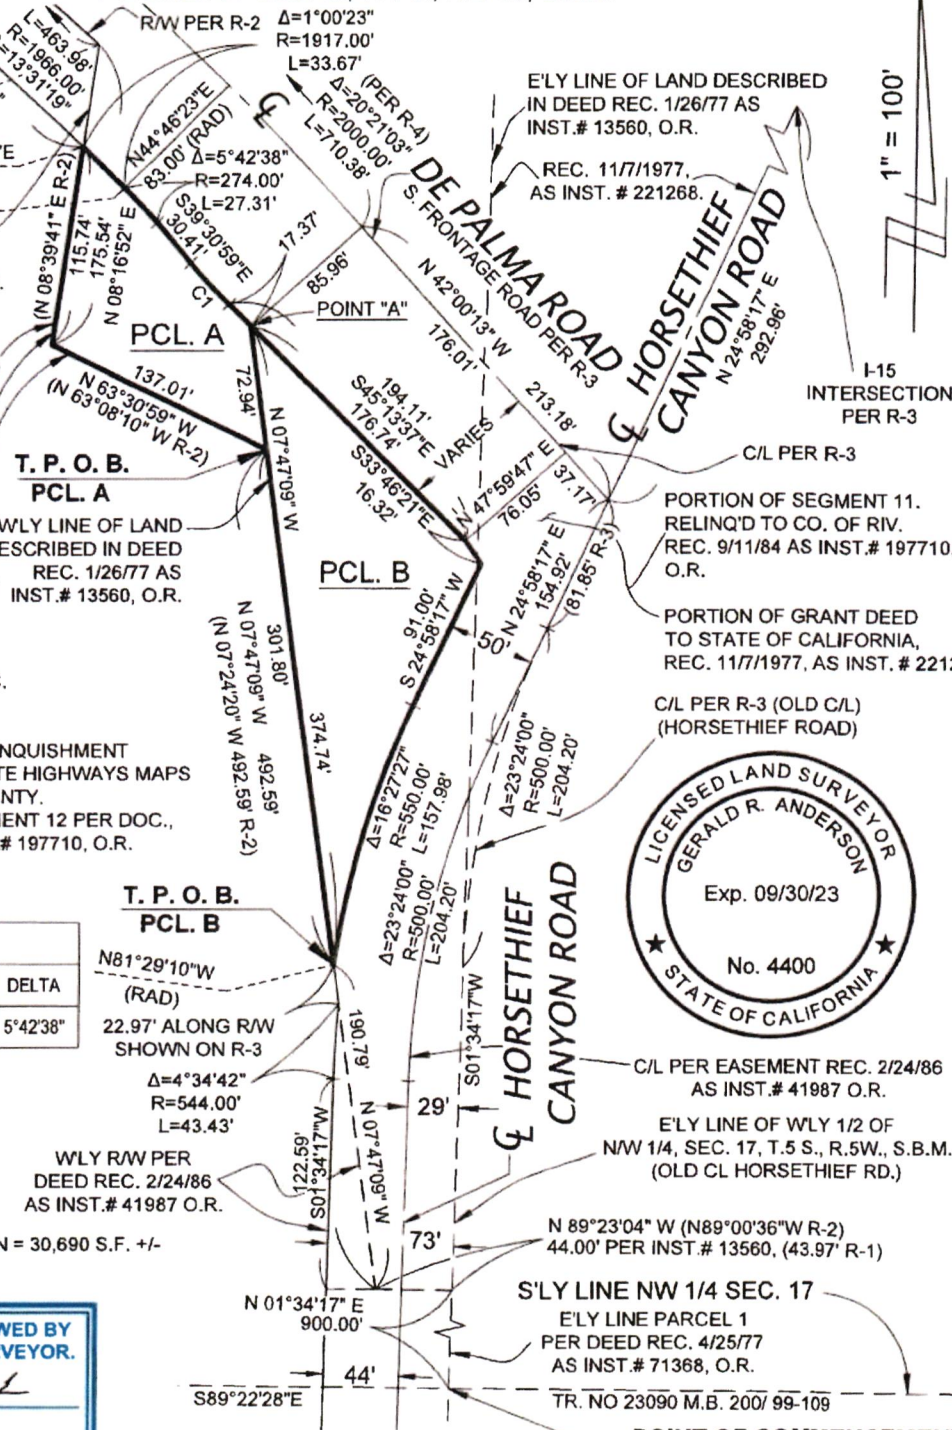 R/W PER R-2
Δ=1°00'23"
R=1917.00'
L=33.67'
L=463.98'
R=1966.00'
=13°31'19"
N44°46'23"E
83.00' (RAD)
Δ=20°21'03"
R=2000.00'
L=710.38'
(PER R-4)
E'LY LINE OF LAND DESCRIBED
IN DEED REC. 1/26/77 AS
INST.# 13560, O.R.
REC. 11/7/1977,
AS INST. # 221268.
1" = 100'
Δ=5°42'38"
R=274.00'
L=27.31'
S39°30'59"E
30.41'
17.37'
85.96'
C1
POINT "A"
DE PALMA ROAD
S. FRONTAGE ROAD PER R-3
N 42°00'13" W
176.01'
213.18'
37.17'
℄ HORSETHIEF
CANYON ROAD
N 24°58'17" E
292.96'
I-15
INTERSECTION
PER R-3
(N 08°39'41" E R-2)
115.74'
175.54'
N 08°16'52" E
PCL. A
137.01'
N 63°30'59" W
(N 63°08'10" W R-2)
72.94'
N 07°47'09" W
194.11'
S45°13'37"E
176.74'
S33°46'21"E
16.32'
VARIES
N 47°59'47" E
76.05'
C/L PER R-3
T. P. O. B.
PCL. A
W'LY LINE OF LAND
ESCRIBED IN DEED
REC. 1/26/77 AS
INST.# 13560, O.R.
PCL. B
PORTION OF SEGMENT 11.
RELINQ'D TO CO. OF RIV.
REC. 9/11/84 AS INST.# 197710
O.R.
N 24°58'17" E
154.92'
(81.85' R-3)
91.00'
S 24°58'17" W
50'
PORTION OF GRANT DEED
TO STATE OF CALIFORNIA,
REC. 11/7/1977, AS INST. # 2212
301.80'
N 07°47'09" W 492.59'
(N 07°24'20" W 492.59' R-2)
374.74'
C/L PER R-3 (OLD C/L)
(HORSETHIEF ROAD)
NQUISHMENT
TE HIGHWAYS MAPS
NTY.
MENT 12 PER DOC.,
# 197710, O.R.
Δ=16°27'27"
R=550.00'
L=157.98'
Δ=23°24'00"
R=500.00'
L=204.20'
Δ=23°24'00"
R=500.00'
L=204.20'
LICENSED LAND SURVEYOR
GERALD R. ANDERSON
Exp. 09/30/23
No. 4400
STATE OF CALIFORNIA
T. P. O. B.
PCL. B
DELTA
5°42'38"
N81°29'10"W
(RAD)
22.97' ALONG R/W
SHOWN ON R-3
190.79'
S01°34'17"W
℄ HORSETHIEF
CANYON ROAD
Δ=4°34'42"
R=544.00'
L=43.43'
C/L PER EASEMENT REC. 2/24/86
AS INST.# 41987 O.R.
29'
E'LY LINE OF W'LY 1/2 OF
N/W 1/4, SEC. 17, T.5 S., R.5W., S.B.M.
(OLD CL HORSETHIEF RD.)
W'LY R/W PER
DEED REC. 2/24/86
AS INST.# 41987 O.R.
122.59'
S01°34'17"W
N 07°47'09" W
N = 30,690 S.F. +/-
73'
N 89°23'04" W (N89°00'36"W R-2)
44.00' PER INST.# 13560, (43.97' R-1)
S'LY LINE NW 1/4 SEC. 17
N 01°34'17" E
900.00'
E'LY LINE PARCEL 1
PER DEED REC. 4/25/77
AS INST.# 71368, O.R.
WED BY
VEYOR.
44'
S89°22'28"E
TR. NO 23090 M.B. 200/ 99-109